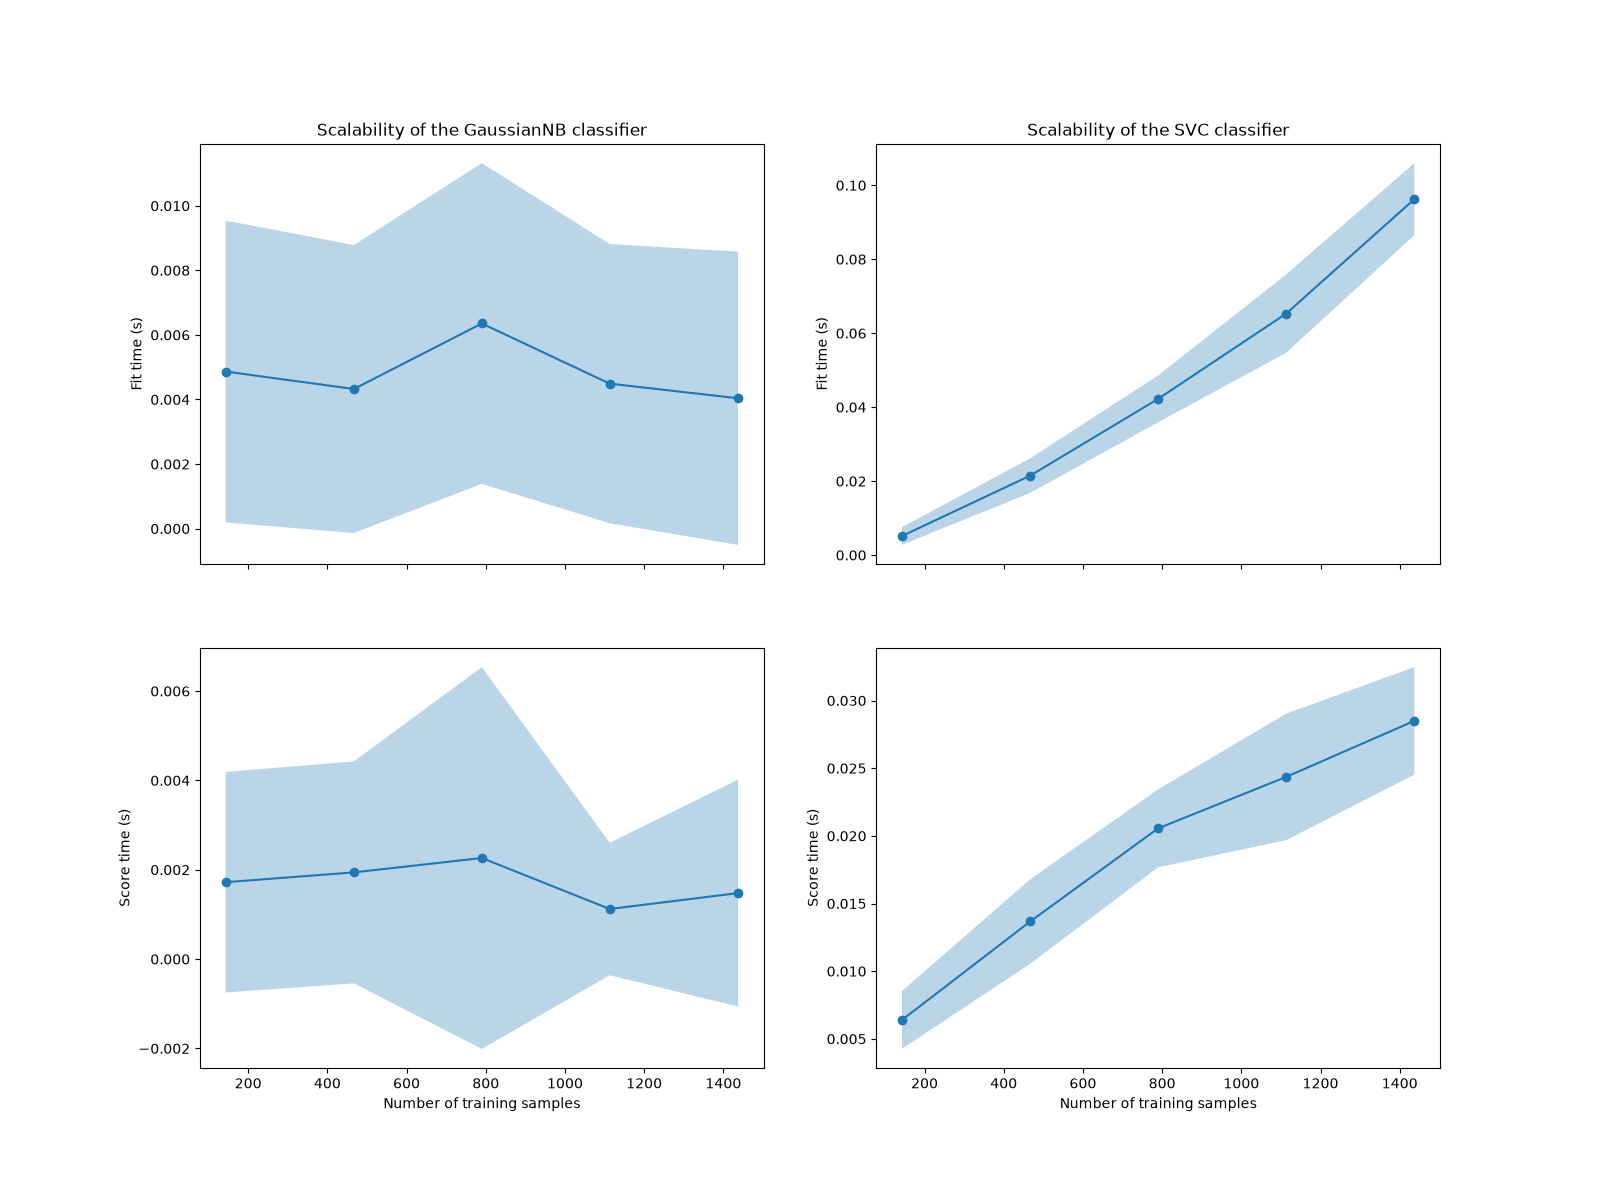 Scalability of the GaussianNB classifier
Fit time (s)
0.010
0.008
0.006
0.004
0.002
0.000
Scalability of the SVC classifier
Fit time (s)
0.10
0.08
0.06
0.04
0.02
0.00
Score time (s)
0.006
0.004
0.002
0.000
−0.002
200 400 600 800 1000 1200 1400
Number of training samples
Score time (s)
0.030
0.025
0.020
0.015
0.010
0.005
200 400 600 800 1000 1200 1400
Number of training samples